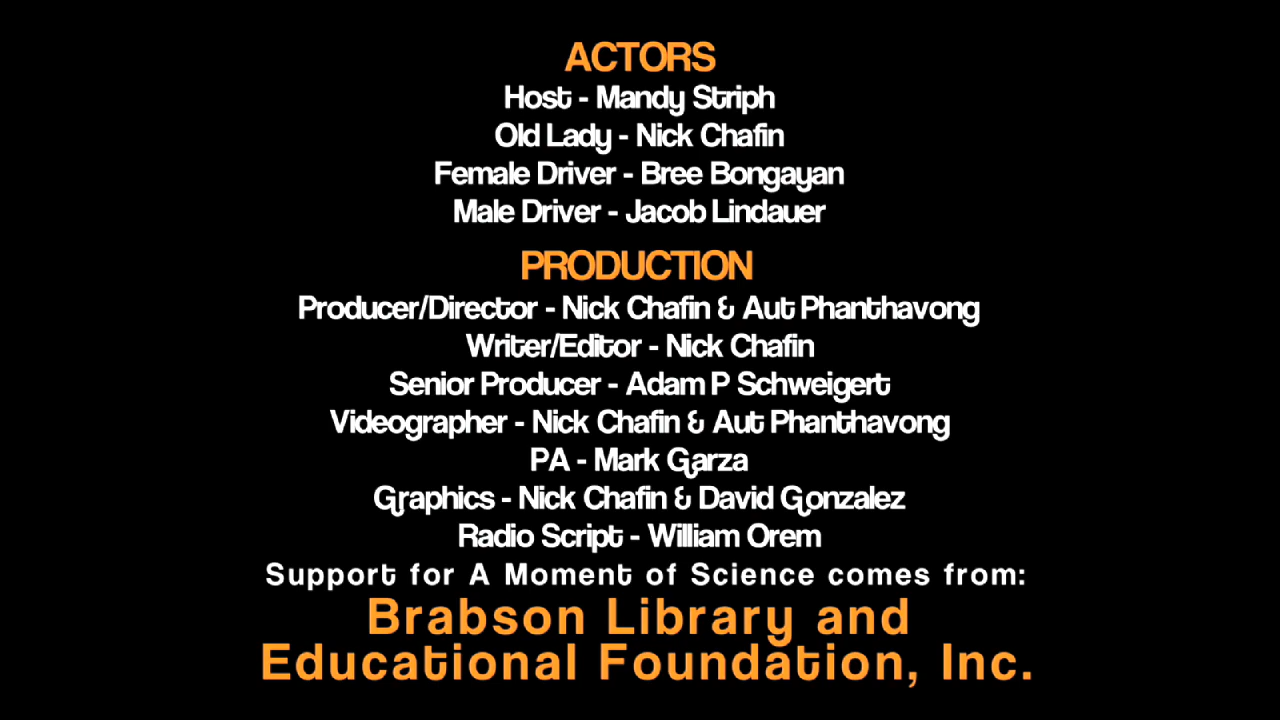 ACTORS
Host - Mandy Striph
Old Lady - Nick Chafin
Female Driver - Bree Bongayan
Male Driver - Jacob Lindauer
PRODUCTION
Producer/Director - Nick Chafin & Aut Phanthavong
Writer/Editor - Nick Chafin
Senior Producer - Adam P Schweigert
Videographer - Nick Chafin & Aut Phanthavong
PA - Mark Garza
Graphics - Nick Chafin & David Gonzalez
Radio Script - William Orem
Support for A Moment of Science comes from:
Brabson Library and
Educational Foundation, Inc.